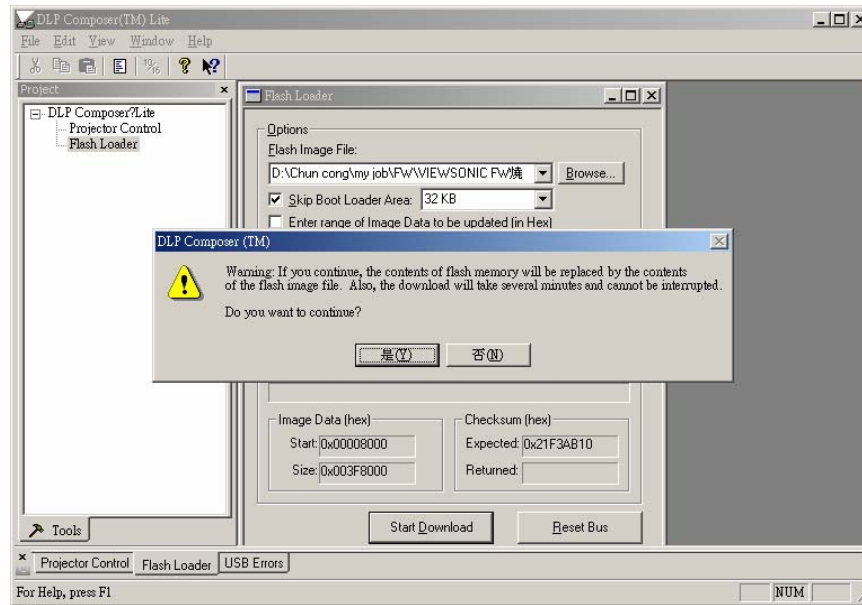 DLP Composer(TM) Lite
File Edit View Window Help
Project
DLP Composer?Lite
Projector Control
Flash Loader
Tools
Flash Loader
Options
Flash Image File:
D:\Chun cong\my job\FW\VIEWSONIC FW燒
Browse...
Skip Boot Loader Area: 32 KB
Enter range of Image Data to be updated (in Hex)
DLP Composer (TM)
Warning: If you continue, the contents of flash memory will be replaced by the contents
of the flash image file. Also, the download will take several minutes and cannot be interrupted.
Do you want to continue?
是(Y) 否(N)
Image Data (hex)
Start: 0x00008000
Size: 0x003F8000
Checksum (hex)
Expected: 0x21F3AB10
Returned:
Start Download Reset Bus
Projector Control Flash Loader USB Errors
For Help, press F1 NUM